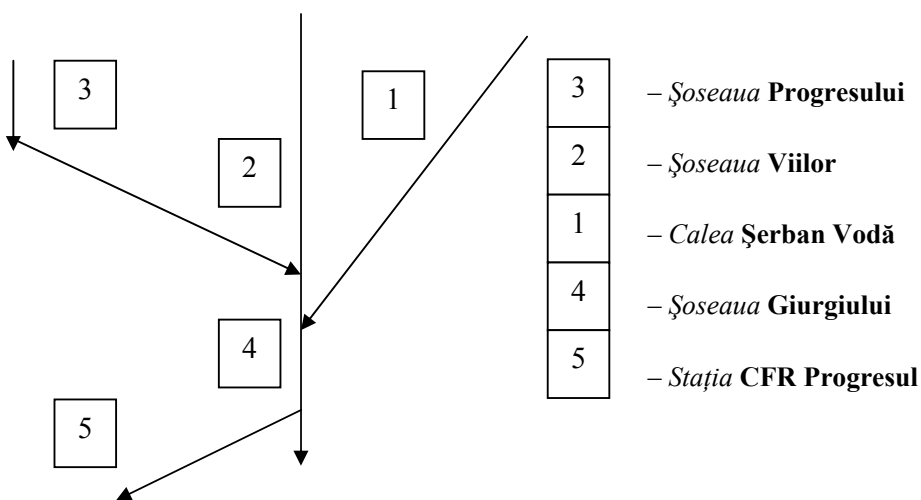 3
1
2
4
5
3 – Şoseaua Progresului
2 – Şoseaua Viilor
1 – Calea Şerban Vodă
4 – Şoseaua Giurgiului
5 – Stația CFR Progresul